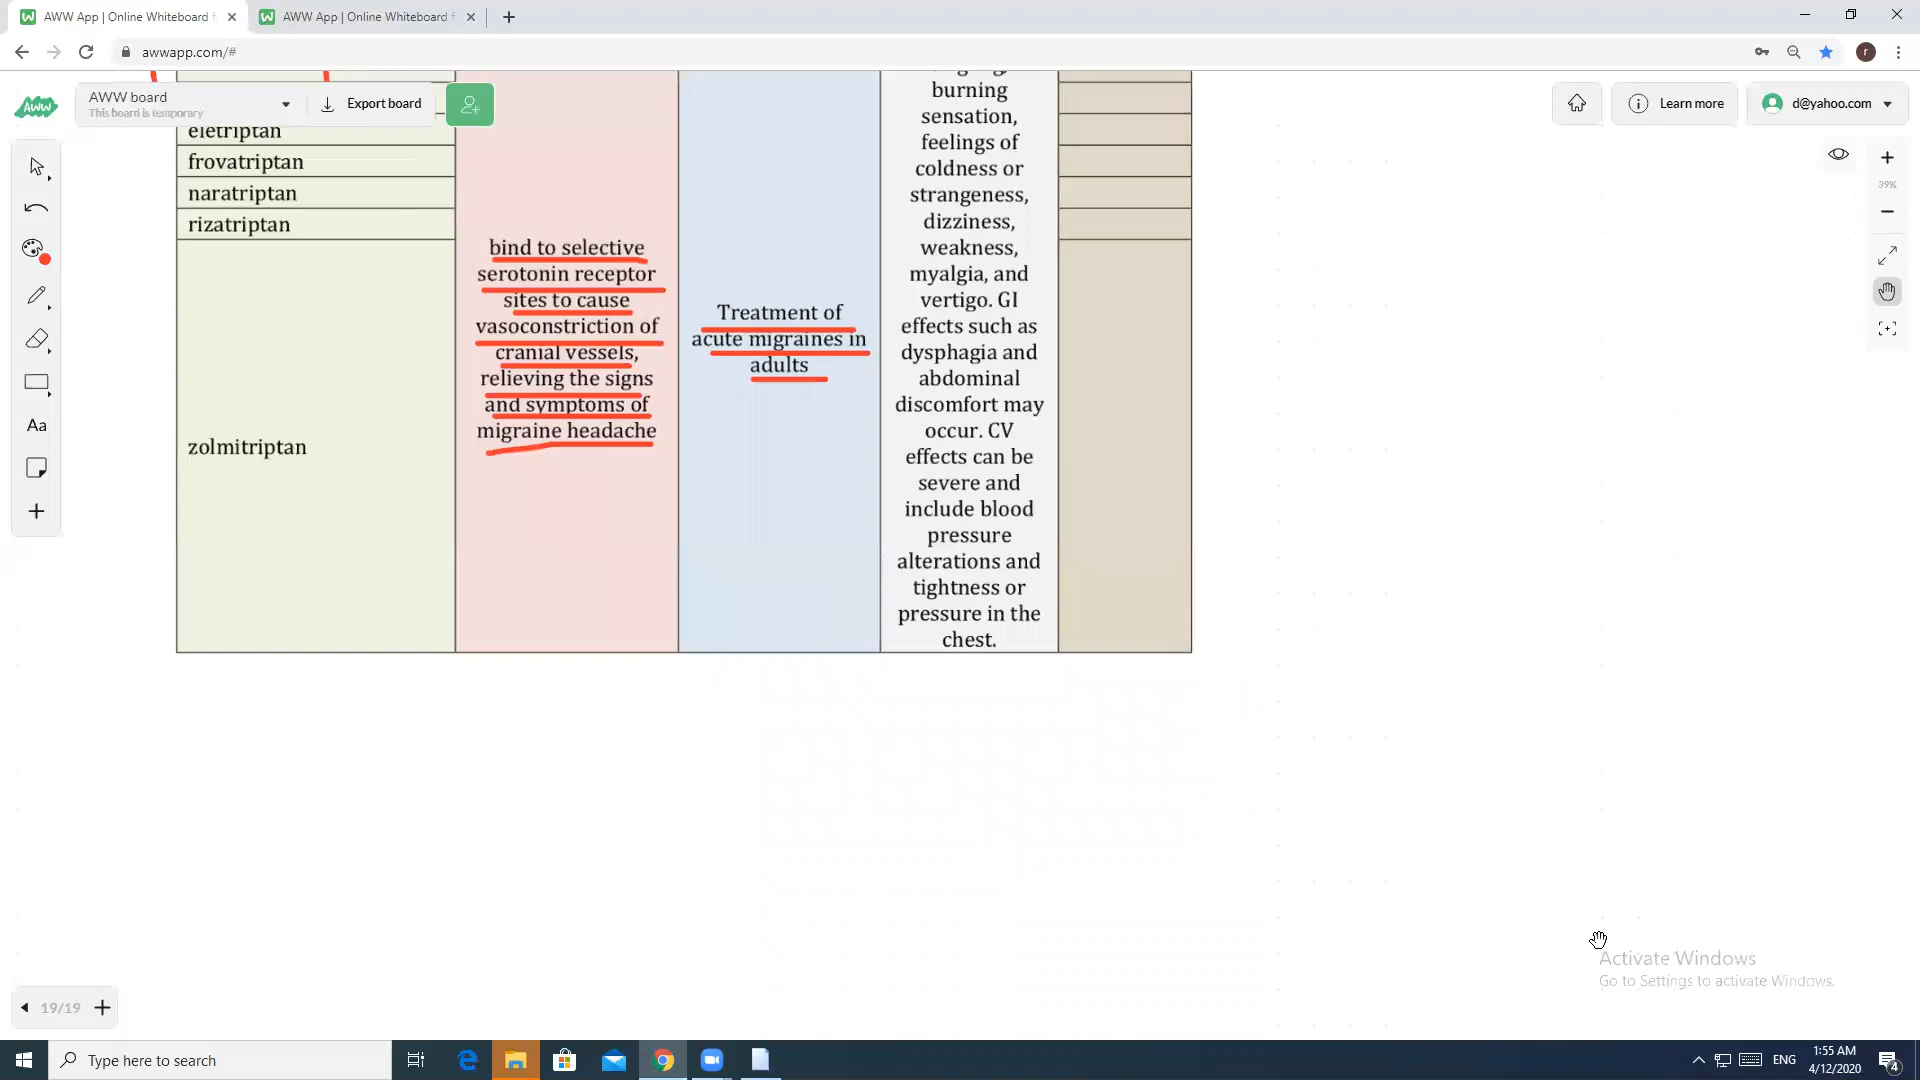 AWW App | Online Whiteboard f
AWW App | Online Whiteboard f
awwapp.com/#
AWW
AWW board
This board is temporary
Export board
Learn more
d@yahoo.com
39%
Aa
eletriptan
frovatriptan
naratriptan
rizatriptan
zolmitriptan
bind to selective
serotonin receptor
sites to cause
vasoconstriction of
cranial vessels,
relieving the signs
and symptoms of
migraine headache
Treatment of
acute migraines in
adults
burning
sensation,
feelings of
coldness or
strangeness,
dizziness,
weakness,
myalgia, and
vertigo. GI
effects such as
dysphagia and
abdominal
discomfort may
occur. CV
effects can be
severe and
include blood
pressure
alterations and
tightness or
pressure in the
chest.
Activate Windows
Go to Settings to activate Windows.
19/19
Type here to search
ENG
1:55 AM
4/12/2020
4